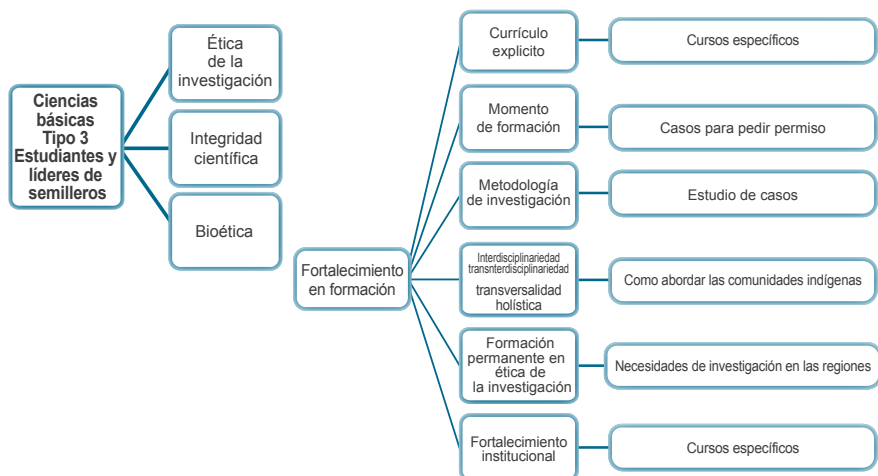 Ciencias
básicas
Tipo 3
Estudiantes y
líderes de
semilleros
Ética
de la
investigación
Integridad
científica
Bioética
Fortalecimiento
en formación
Currículo
explicito
Cursos específicos
Momento
de formación
Casos para pedir permiso
Metodología
de investigación
Estudio de casos
Interdisciplinariedad
transnterdisciplinariedad
transversalidad
holística
Como abordar las comunidades indígenas
Formación
permanente en
ética de
la investigación
Necesidades de investigación en las regiones
Fortalecimiento
institucional
Cursos específicos